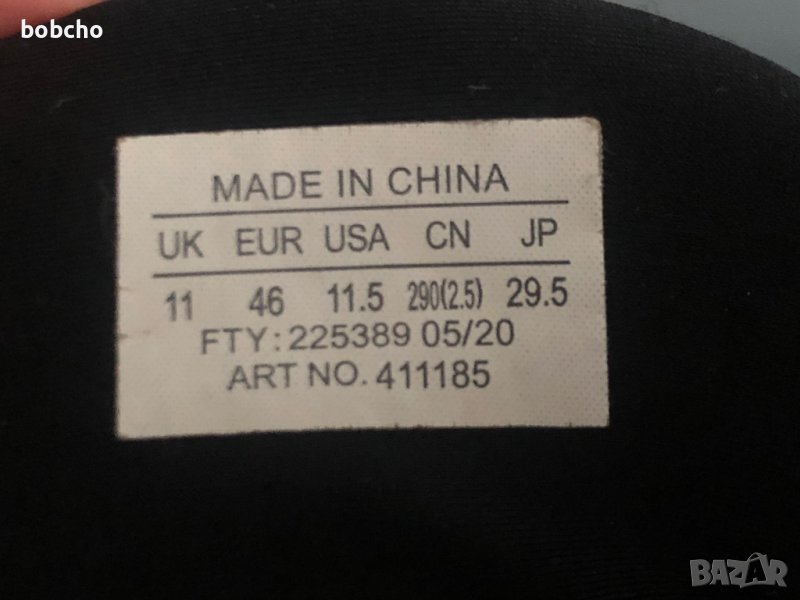 bobcho
MADE IN CHINA
UK EUR USA CN JP
11 46 11.5 290(2.5) 29.5
FTY: 225389 05/20
ART NO. 411185
BAZAR